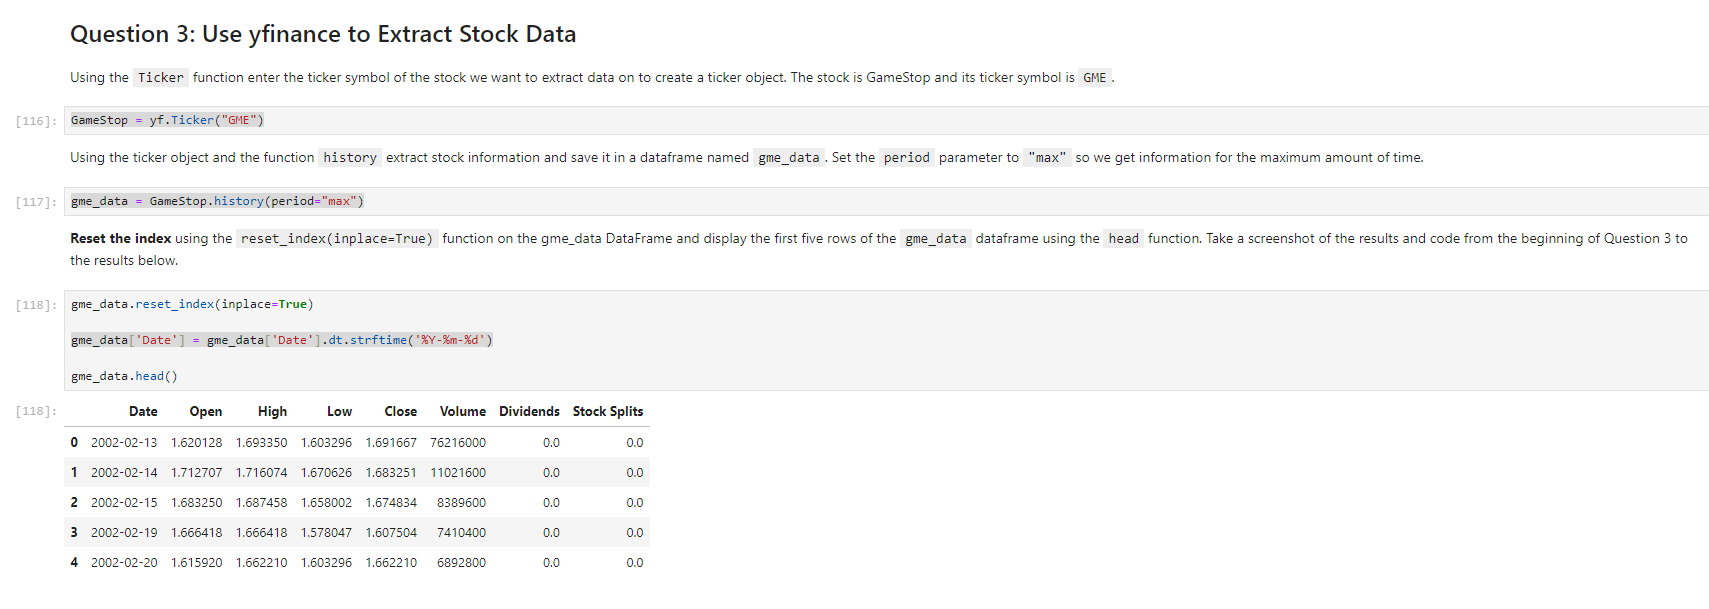 Question 3: Use yfinance to Extract Stock Data
Using the Ticker function enter the ticker symbol of the stock we want to extract data on to create a ticker object. The stock is GameStop and its ticker symbol is GME.
[116]: GameStop = yf.Ticker("GME")
Using the ticker object and the function history extract stock information and save it in a dataframe named gme_data. Set the period parameter to "max" so we get information for the maximum amount of time.
[117]: gme_data = GameStop.history(period="max")
Reset the index using the reset_index(inplace=True) function on the gme_data DataFrame and display the first five rows of the gme_data dataframe using the head function. Take a screenshot of the results and code from the beginning of Question 3 to
the results below.
[118]: gme_data.reset_index(inplace=True)
gme_data['Date'] = gme_data['Date'].dt.strftime('%Y-%m-%d')
gme_data.head()
[118]: Date Open High Low Close Volume Dividends Stock Splits
0 2002-02-13 1.620128 1.693350 1.603296 1.691667 76216000 0.0 0.0
1 2002-02-14 1.712707 1.716074 1.670626 1.683251 11021600 0.0 0.0
2 2002-02-15 1.683250 1.687458 1.658002 1.674834 8389600 0.0 0.0
3 2002-02-19 1.666418 1.666418 1.578047 1.607504 7410400 0.0 0.0
4 2002-02-20 1.615920 1.662210 1.603296 1.662210 6892800 0.0 0.0